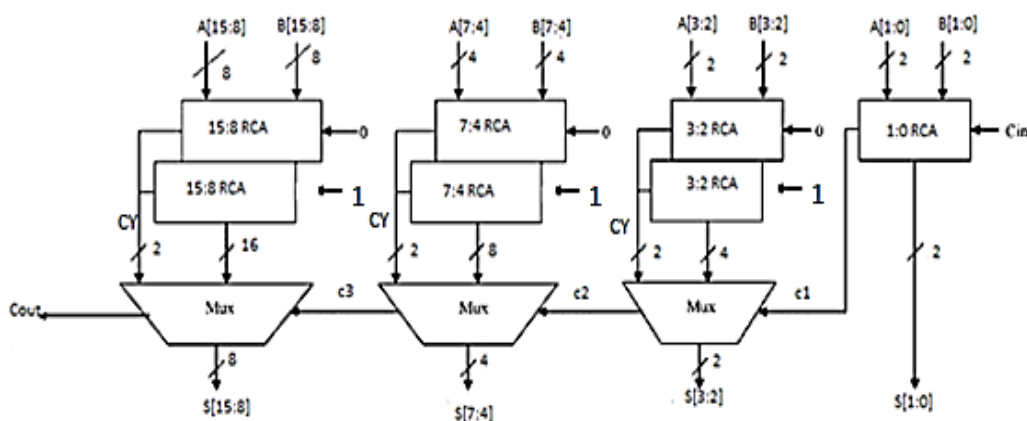 A[15:8] B[15:8] A[7:4] B[7:4] A[3:2] B[3:2] A[1:0] B[1:0]
8 8 4 4 2 2 2 2
15:8 RCA 0 7:4 RCA 0 3:2 RCA 0 1:0 RCA Cin
15:8 RCA 1 7:4 RCA 1 3:2 RCA 1
CY CY CY
2 16 2 8 2 4 2
Cout Mux c3 Mux c2 Mux c1
8 4 2
S[15:8] S[7:4] S[3:2] S[1:0]